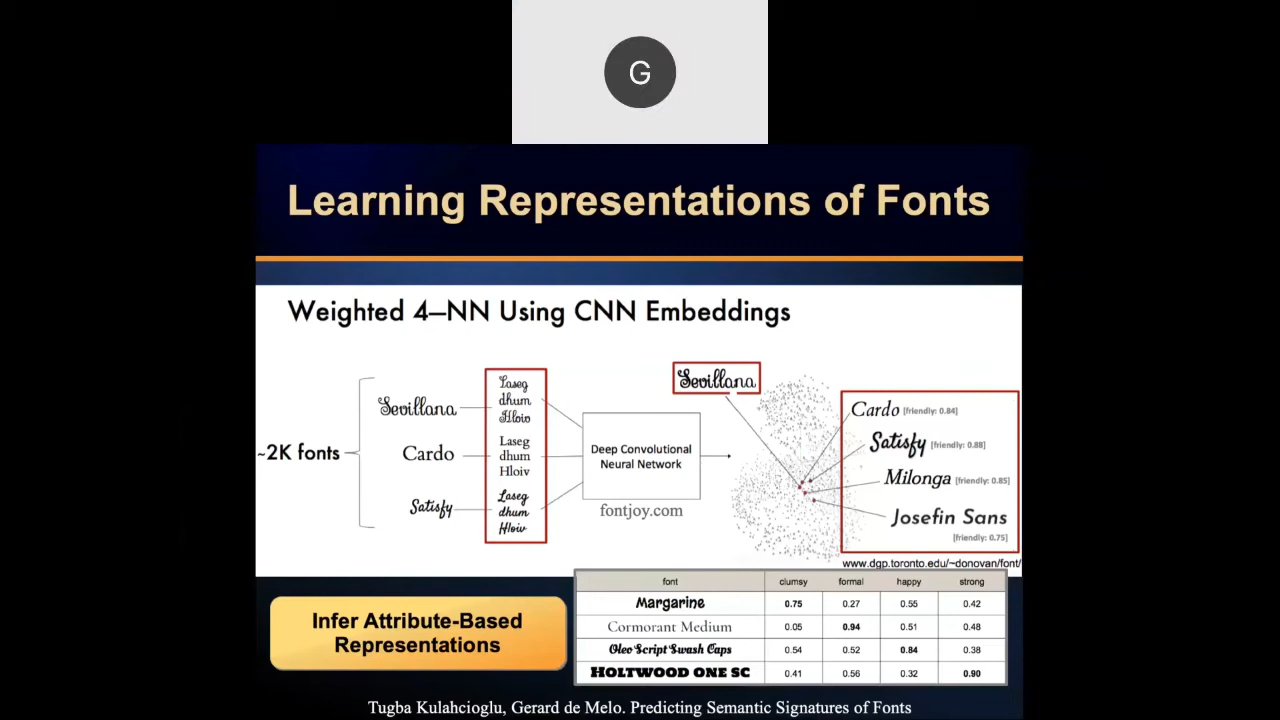 G
Learning Representations of Fonts
Weighted 4–NN Using CNN Embeddings
~2K fonts
Sevillana
Cardo
Satisfy
Laseg
dhum
Hloiv
Laseg
dhum
Hloiv
Laseg
dhum
Hloiv
Deep Convolutional
Neural Network
fontjoy.com
Sevillana
Cardo [friendly: 0.84]
Satisfy [friendly: 0.88]
Milonga [friendly: 0.85]
Josefin Sans
[friendly: 0.75]
www.dgp.toronto.edu/~donovan/font/
Infer Attribute-Based
Representations
font clumsy formal happy strong
Margarine 0.75 0.27 0.55 0.42
Cormorant Medium 0.05 0.94 0.51 0.48
Oleo Script Swash Caps 0.54 0.52 0.84 0.38
HOLTWOOD ONE SC 0.41 0.56 0.32 0.90
Tugba Kulahcioglu, Gerard de Melo. Predicting Semantic Signatures of Fonts